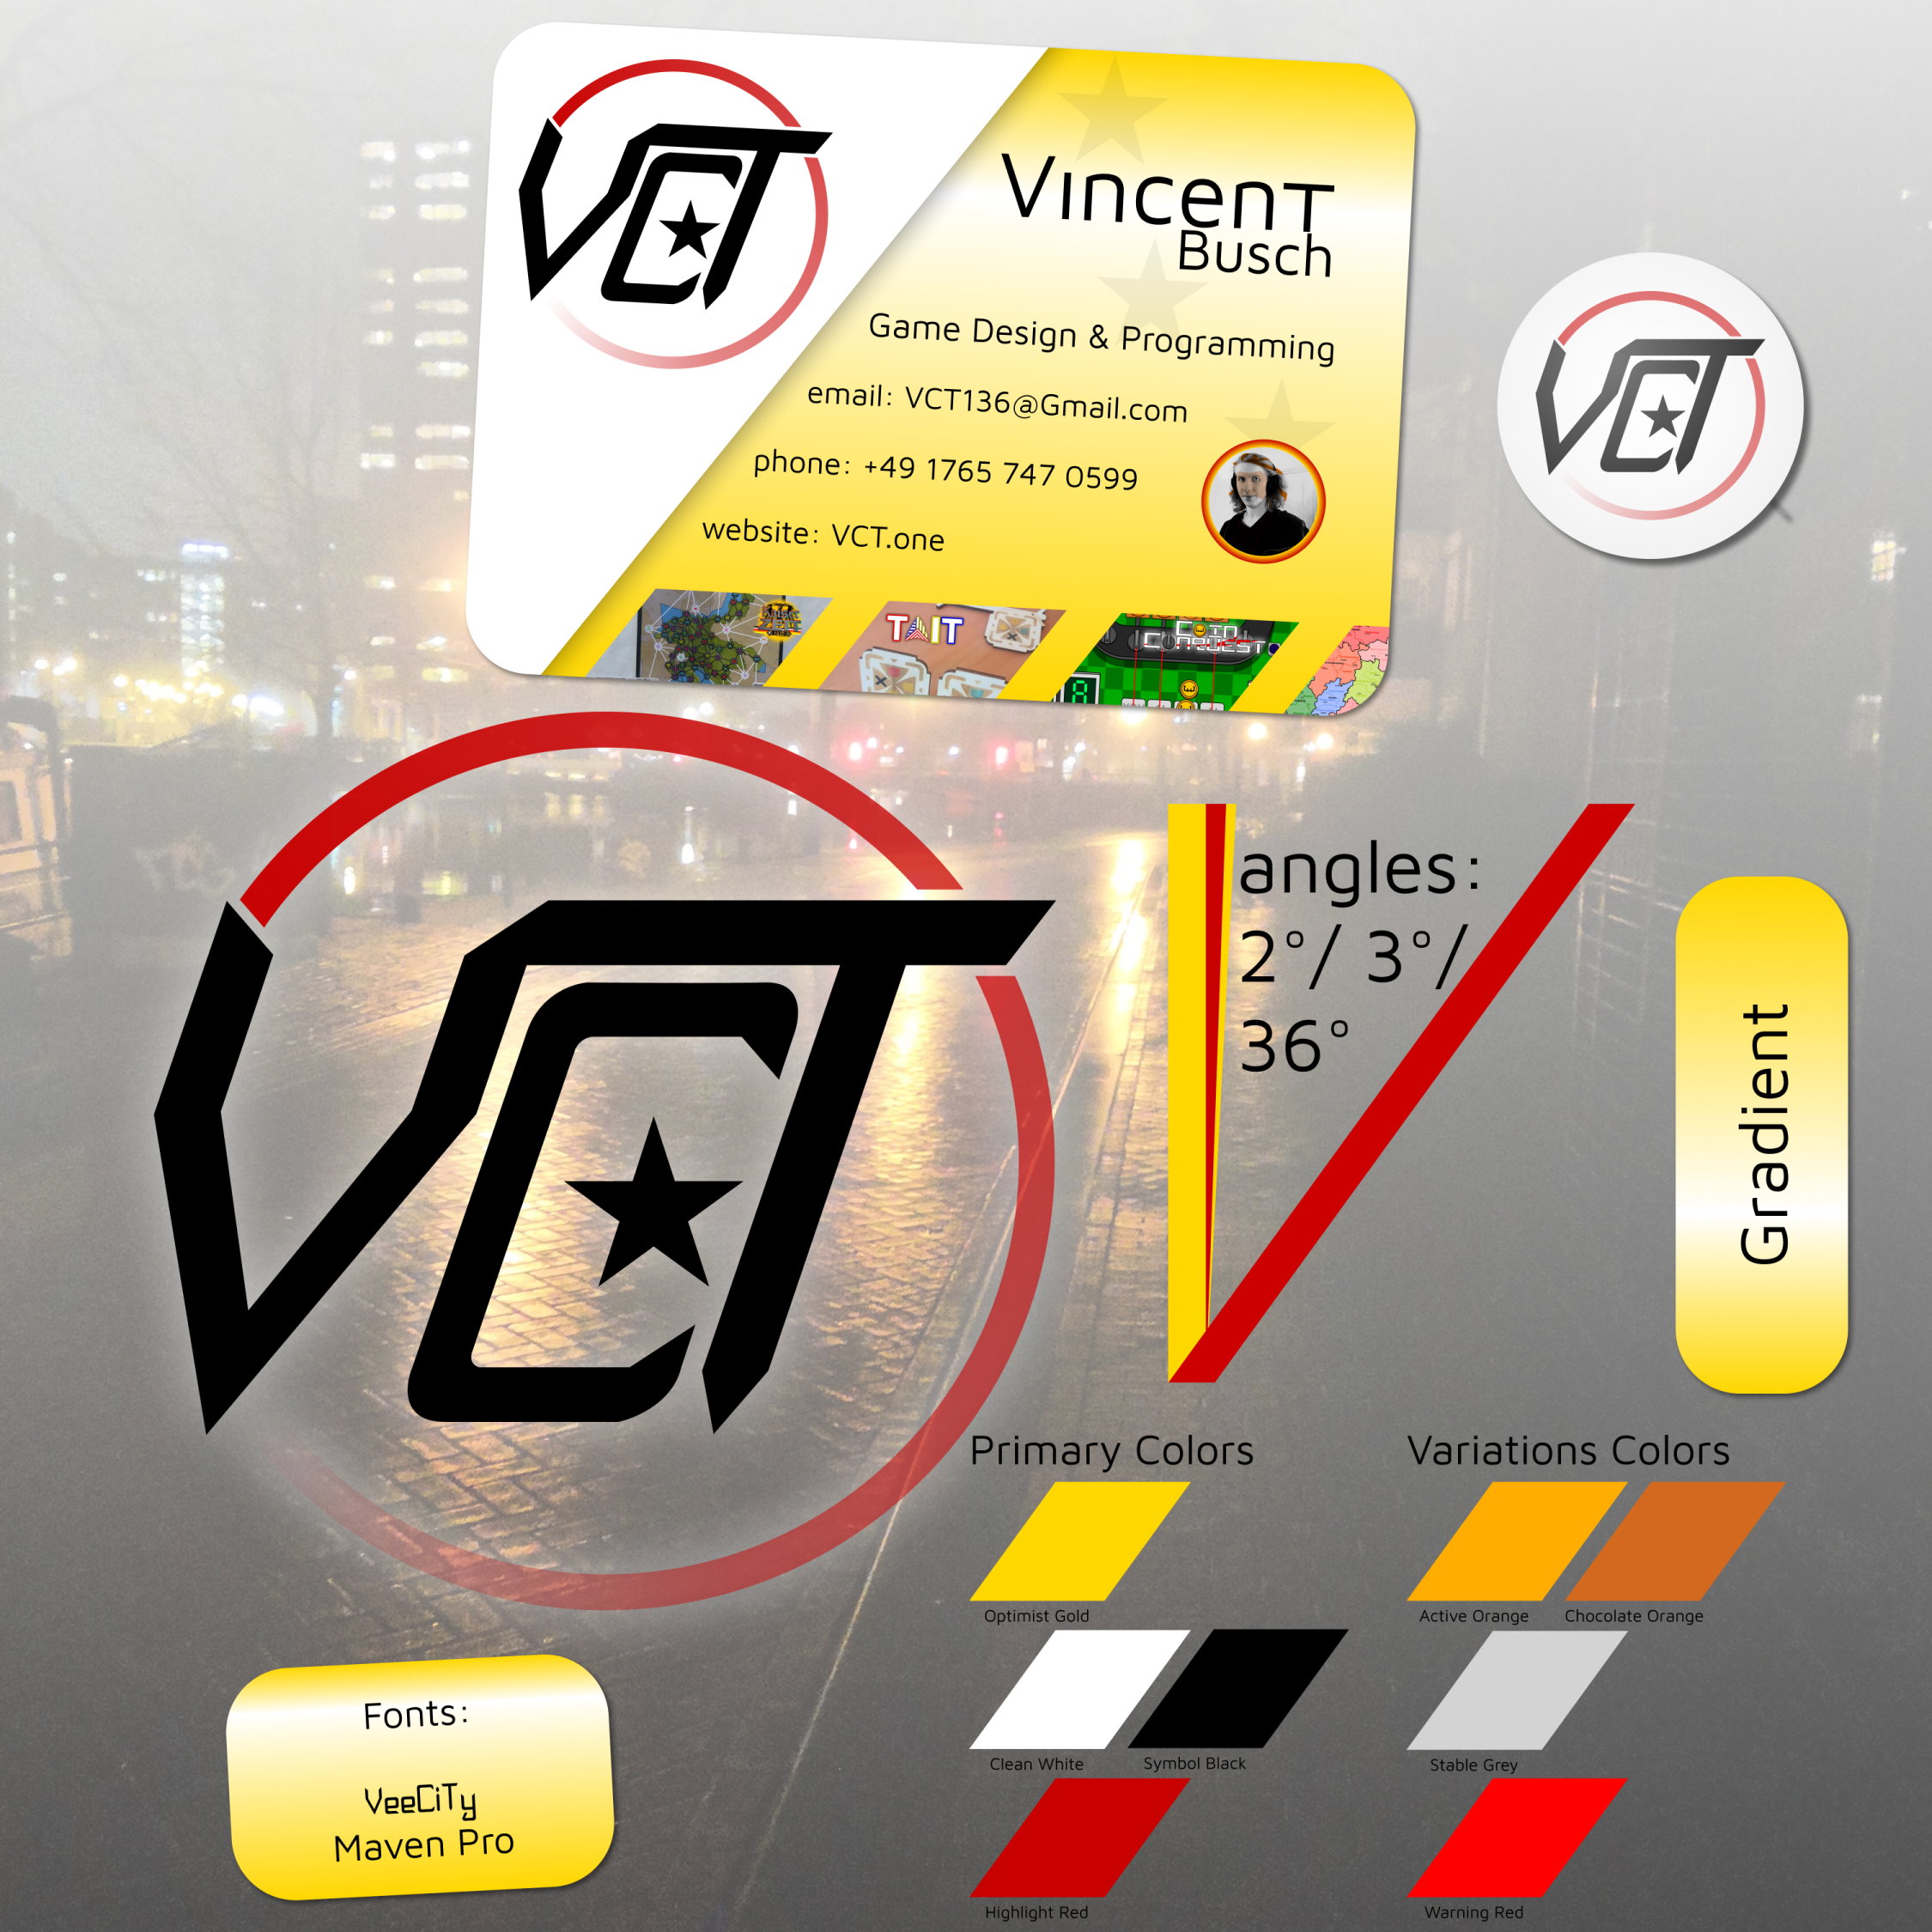 VCT
VincenT
Busch
Game Design & Programming
email: VCT136@Gmail.com
phone: +49 1765 747 0599
website: VCT.one
TAIT
COIN
CONQUEST
A
VCT
VCT
angles:
2°/ 3°/
36°
Gradient
Primary Colors
Optimist Gold
Clean White
Symbol Black
Highlight Red
Variations Colors
Active Orange
Chocolate Orange
Stable Grey
Warning Red
Fonts:
VeeCiTy
Maven Pro